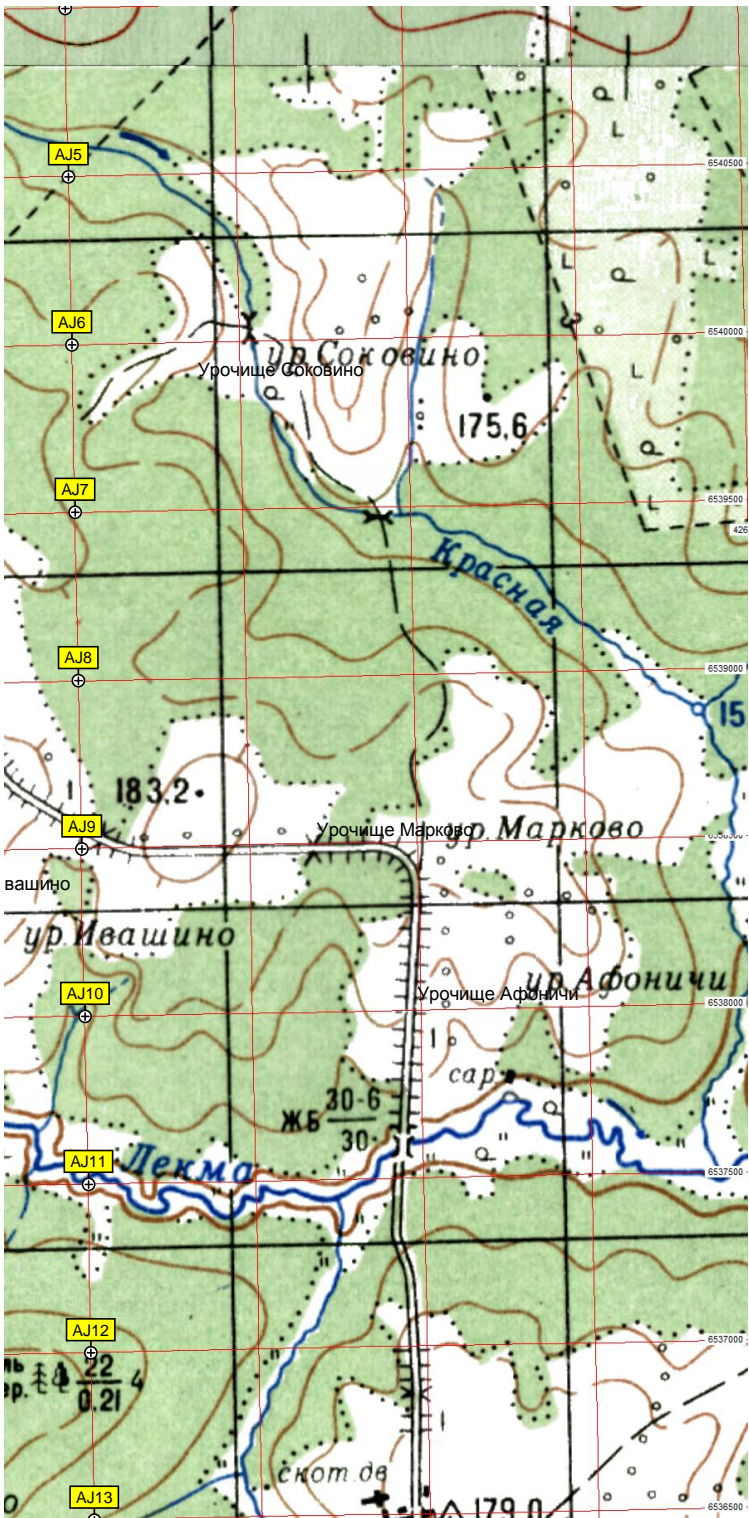 AJ5
6540500
AJ6
6540000
ур. Соковино
Урочище Соковино
175,6
AJ7
6539500
426
Красная
AJ8
6539000
15
183,2
AJ9
Урочище Марково
ур. Марково
вашино
ур. Ивашино
ур. Афоничи
AJ10
Урочище Афоничи
6538000
сар.
ЖБ 30-6
30
Лекма
AJ11
6537500
AJ12
6537000
22
0.21 4
скот. дв
AJ13
179,0
6536500